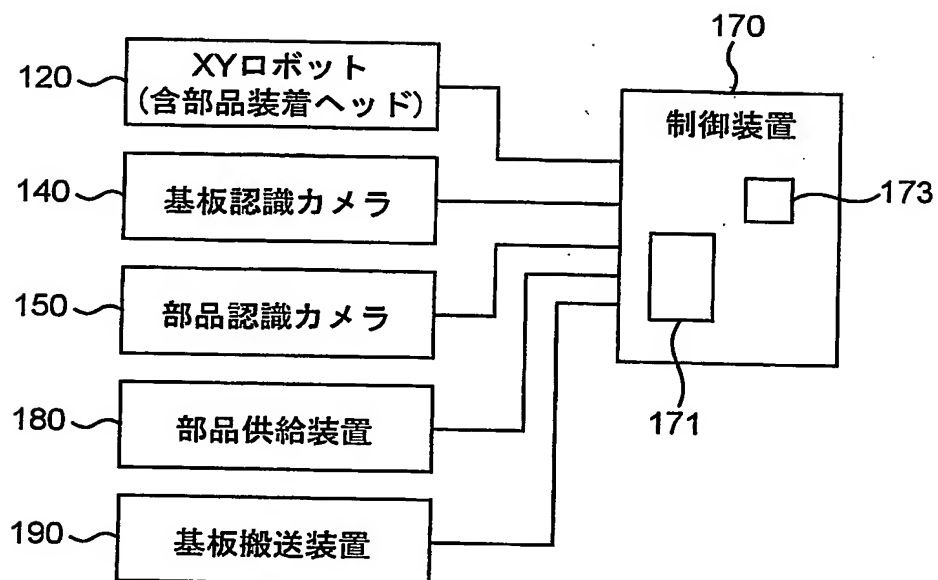 170
120
XYロボット
(含部品装着ヘッド)
制御装置
140
基板認識カメラ
173
150
部品認識カメラ
171
180
部品供給装置
190
基板搬送装置